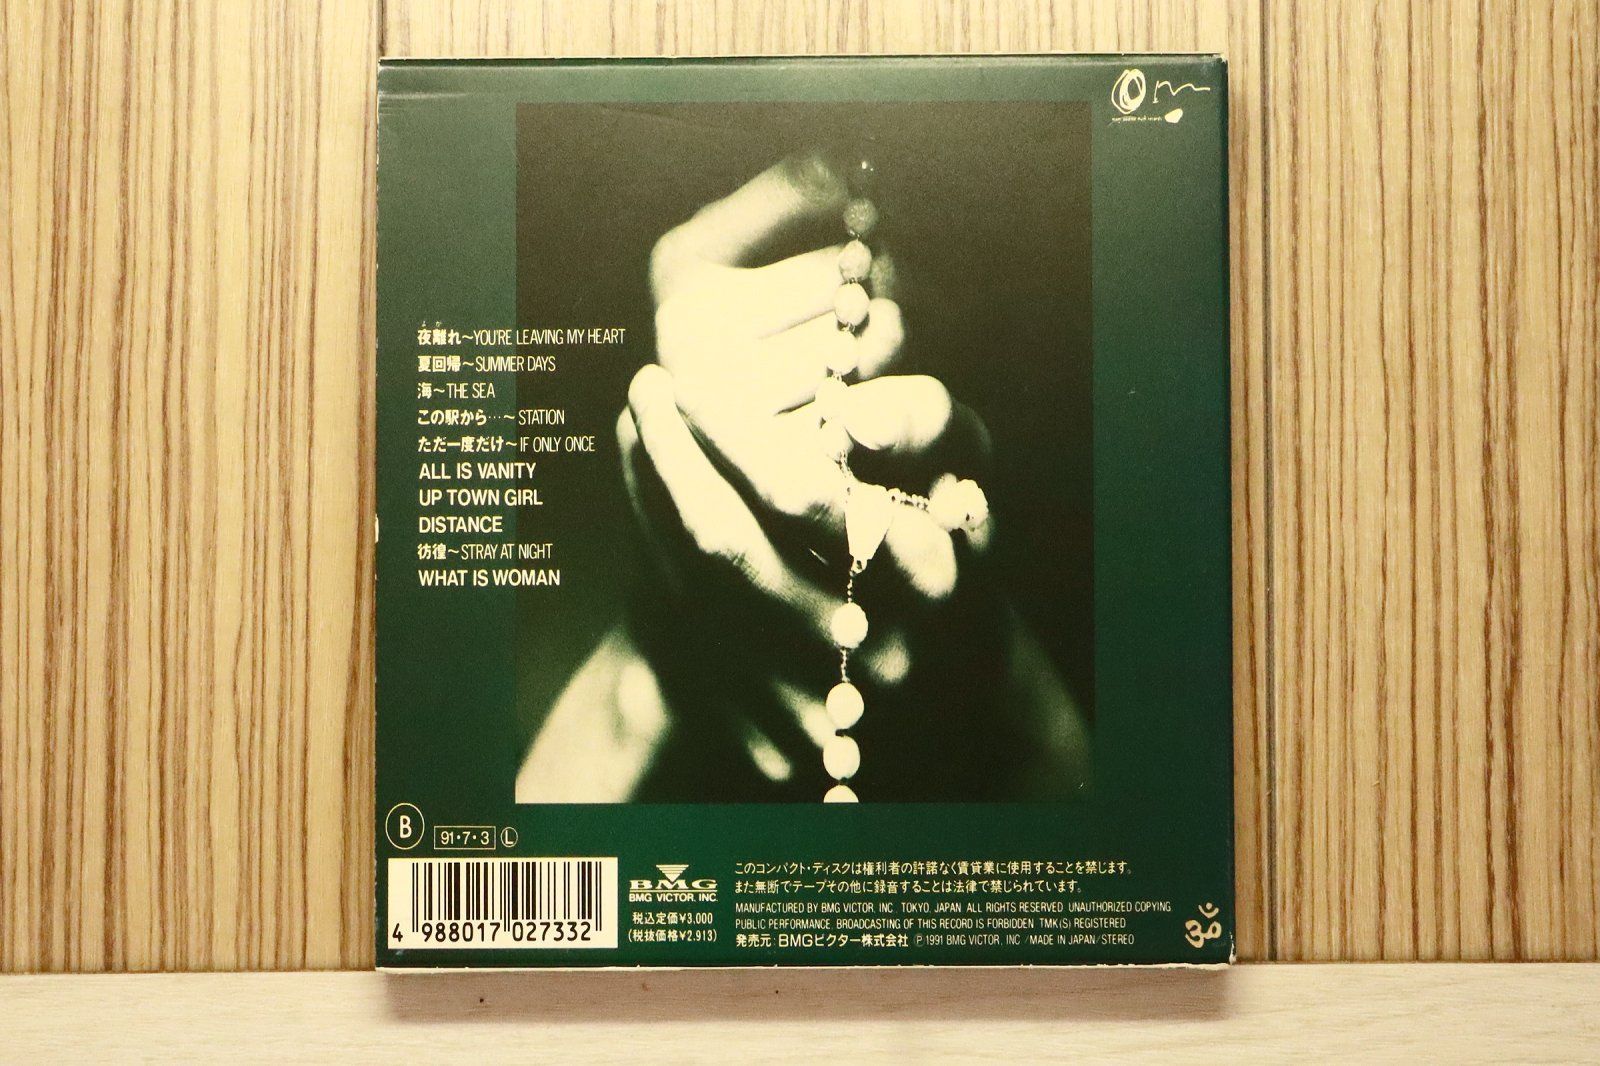 Om
よが
夜離れ~YOU'RE LEAVING MY HEART
夏回帰~SUMMER DAYS
海~THE SEA
この駅から…~STATION
ただ一度だけ~IF ONLY ONCE
ALL IS VANITY
UP TOWN GIRL
DISTANCE
彷徨~STRAY AT NIGHT
WHAT IS WOMAN
B
91・7・3 L
4 988017 027332
BMG
BMG VICTOR, INC.
税込定価¥3,000
(税抜価格¥2,913)
このコンパクト・ディスクは権利者の許諾なく賃貸業に使用することを禁じます。
また無断でテープその他に録音することは法律で禁じられています。
MANUFACTURED BY BMG VICTOR, INC., TOKYO, JAPAN. ALL RIGHTS RESERVED. UNAUTHORIZED COPYING.
PUBLIC PERFORMANCE, BROADCASTING OF THIS RECORD IS FORBIDDEN. TMK(S) REGISTERED
発売元:BMGビクター株式会社 Ⓟ1991 BMG VICTOR, INC./MADE IN JAPAN/STEREO
ॐ